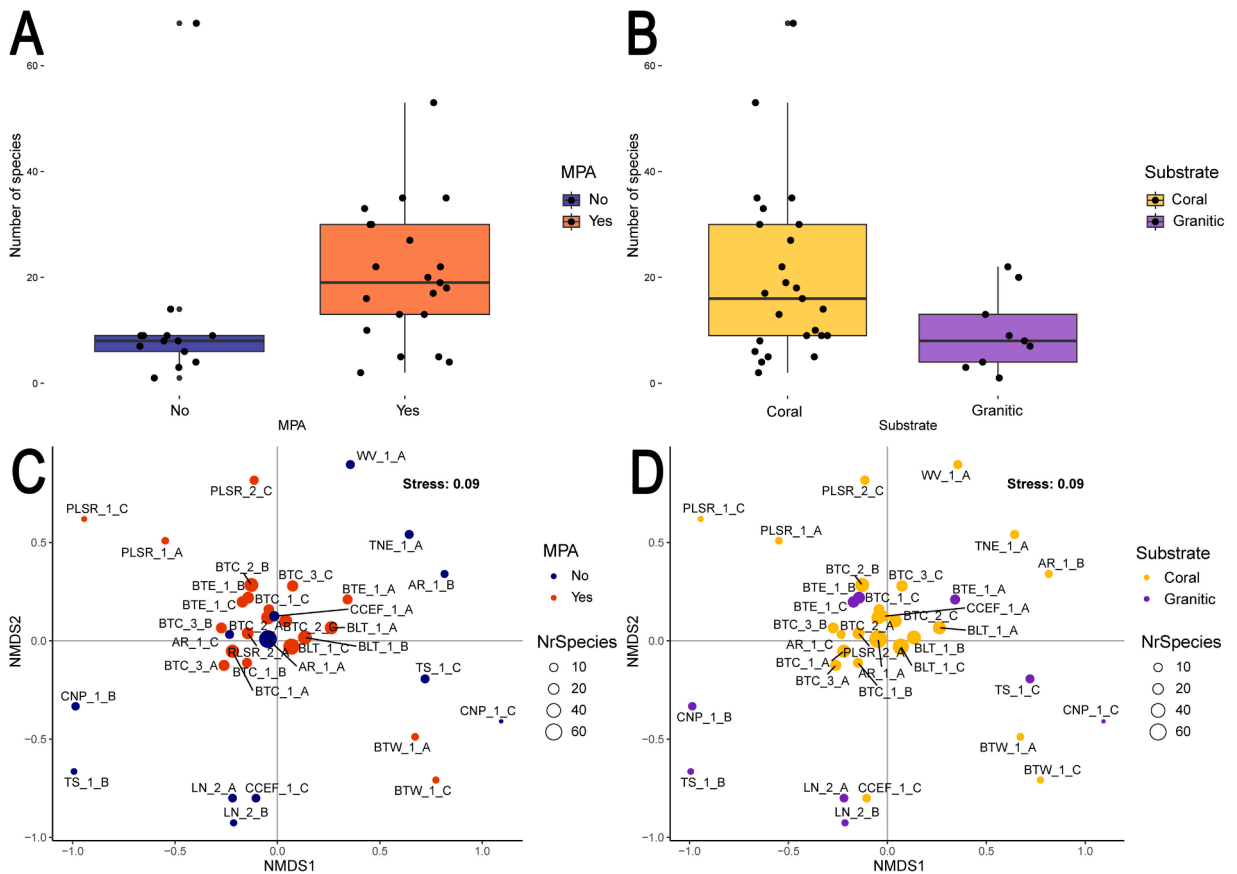 A
B
60
40
20
0
Number of species
No
Yes
MPA
MPA
No
Yes
60
40
20
0
Number of species
Coral
Granitic
Substrate
Substrate
Coral
Granitic
C
D
Stress: 0.09
WV_1_A
PLSR_2_C
PLSR_1_C
PLSR_1_A
TNE_1_A
AR_1_B
BTC_2_B
BTC_3_C
BTE_1_B
BTE_1_A
BTE_1_C
BTC_1_C
CCEF_1_A
BTC_3_B
BTC_2_A
BTC_2_C
BLT_1_A
AR_1_C
PLSR_2_A
BLT_1_C
BLT_1_B
BTC_3_A
BTC_1_B
AR_1_A
TS_1_C
BTC_1_A
CNP_1_B
CNP_1_C
BTW_1_A
TS_1_B
BTW_1_C
LN_2_A
CCEF_1_C
LN_2_B
0.5
0.0
−0.5
−1.0
NMDS2
−1.0
−0.5
0.0
0.5
1.0
NMDS1
MPA
No
Yes
NrSpecies
10
20
40
60
Stress: 0.09
WV_1_A
PLSR_2_C
PLSR_1_C
PLSR_1_A
TNE_1_A
AR_1_B
BTC_2_B
BTC_3_C
BTE_1_B
BTE_1_A
BTE_1_C
BTC_1_C
CCEF_1_A
BTC_3_B
BTC_2_A
BTC_2_C
BLT_1_A
AR_1_C
PLSR_2_A
BLT_1_B
BTC_1_A
AR_1_A
BLT_1_C
BTC_3_A
BTC_1_B
TS_1_C
CNP_1_B
CNP_1_C
BTW_1_A
TS_1_B
BTW_1_C
LN_2_A
CCEF_1_C
LN_2_B
0.5
0.0
−0.5
−1.0
NMDS2
−1.0
−0.5
0.0
0.5
1.0
NMDS1
Substrate
Coral
Granitic
NrSpecies
10
20
40
60